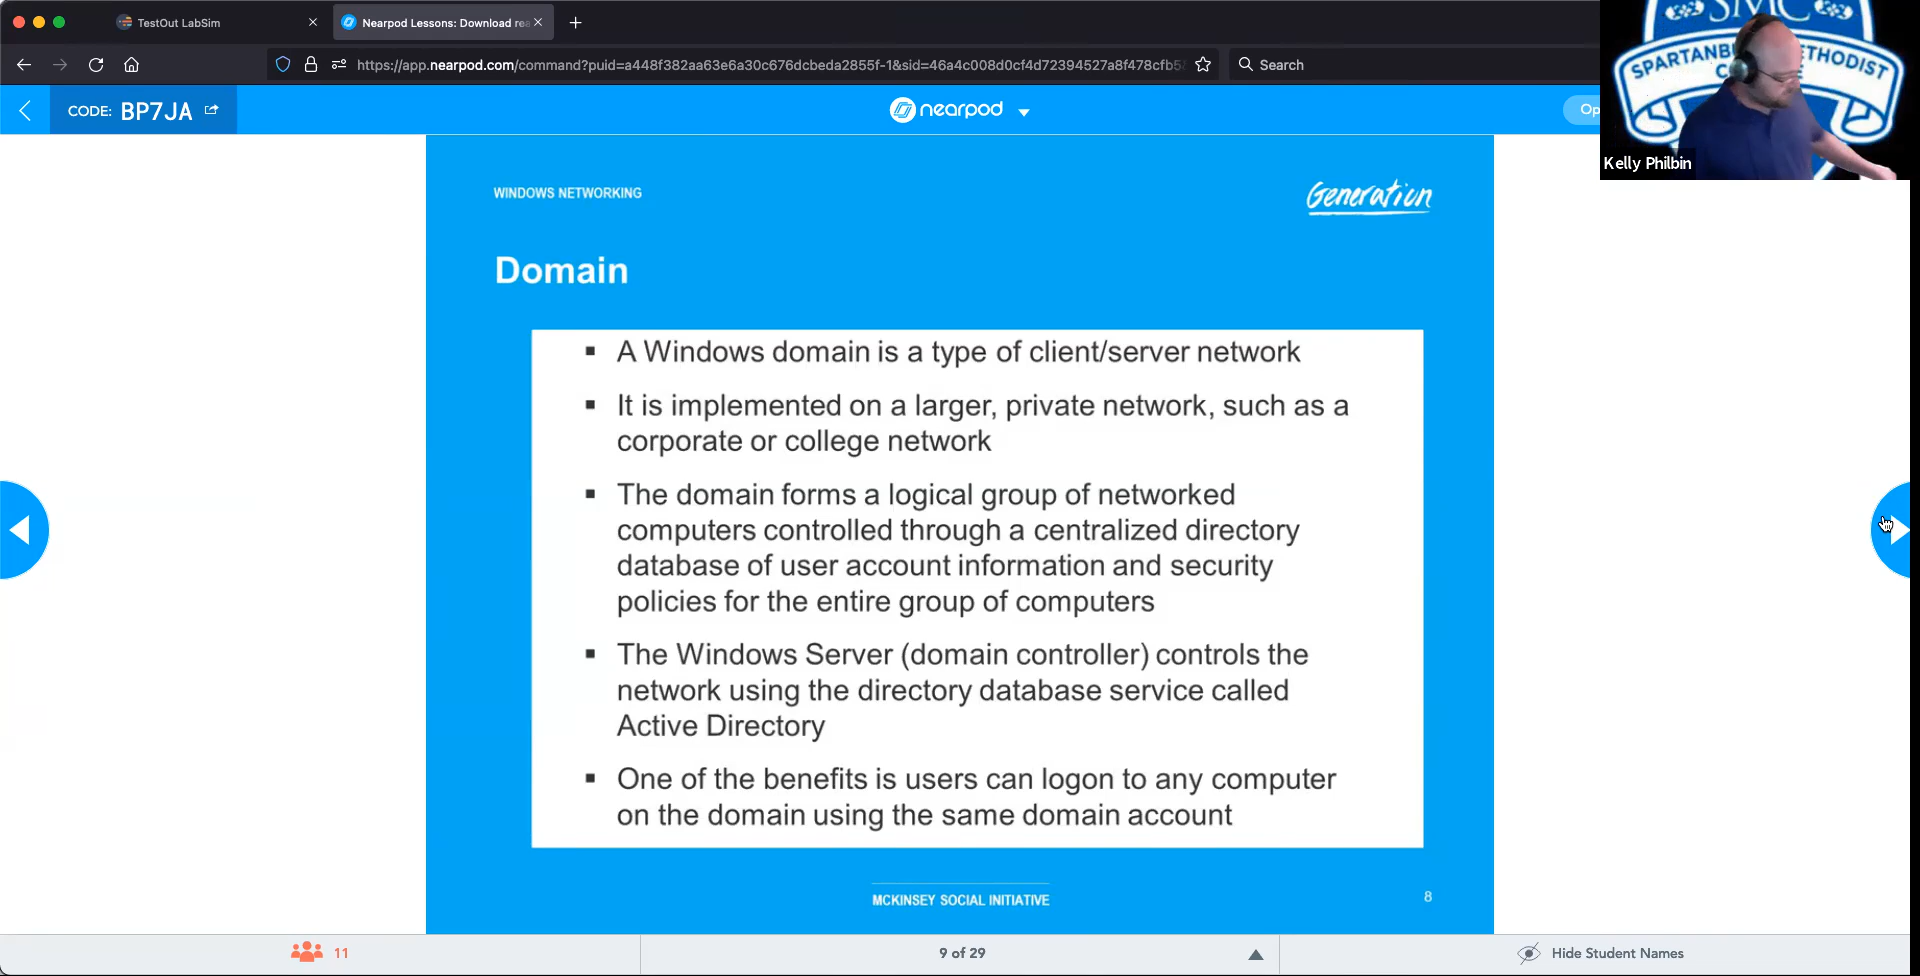 TestOut LabSim
Nearpod Lessons: Download rea
https://app.nearpod.com/command?puid=a448f382aa63e6a30c676dcbeda2855f-1&sid=46a4c008d0cf4d72394527a8f478cfb5
Search
CODE: BP7JA
nearpod
Op
SMC
SPARTANBU
METHODIST
CO
Kelly Philbin
WINDOWS NETWORKING
Generation
Domain
▪ A Windows domain is a type of client/server network
▪ It is implemented on a larger, private network, such as a
corporate or college network
▪ The domain forms a logical group of networked
computers controlled through a centralized directory
database of user account information and security
policies for the entire group of computers
▪ The Windows Server (domain controller) controls the
network using the directory database service called
Active Directory
▪ One of the benefits is users can logon to any computer
on the domain using the same domain account
MCKINSEY SOCIAL INITIATIVE
8
11
9 of 29
Hide Student Names